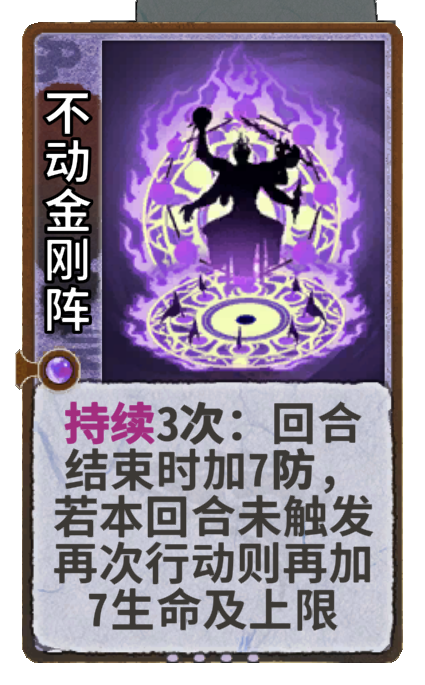 不动金刚阵
持续3次：回合
结束时加7防，
若本回合未触发
再次行动则再加
7生命及上限